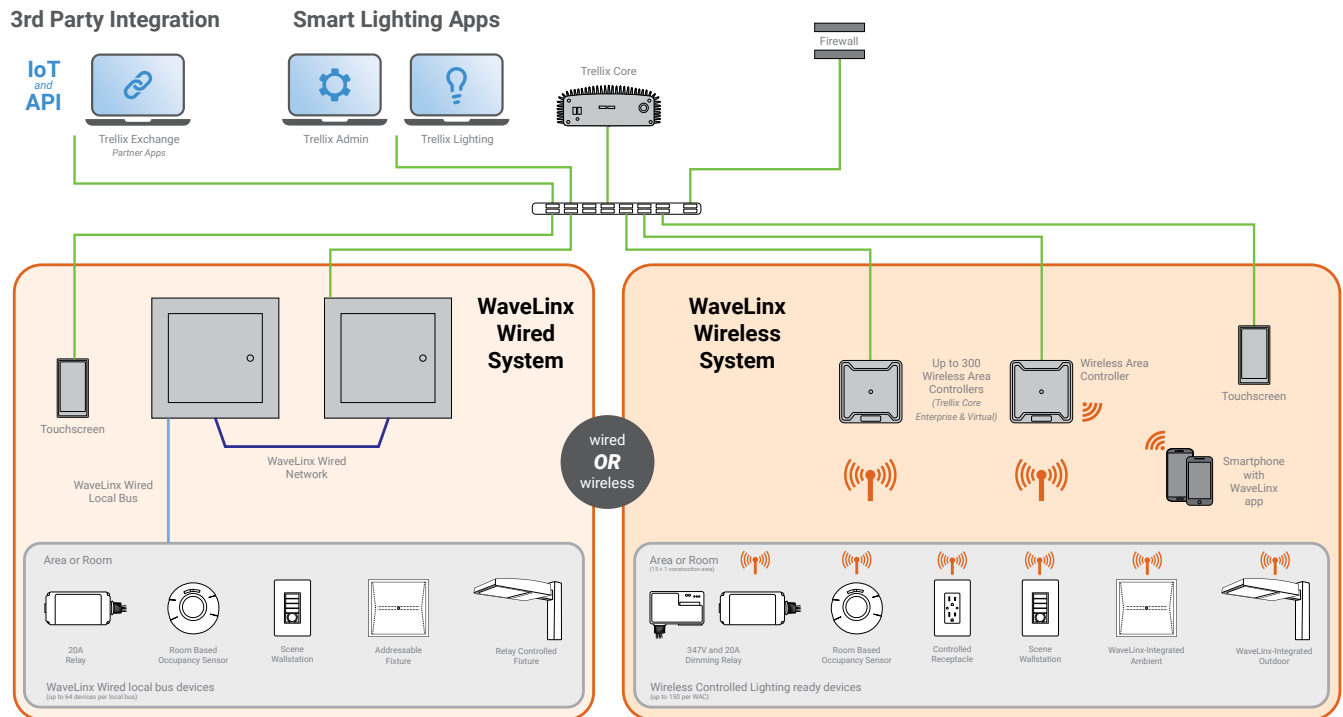 3rd Party Integration
Smart Lighting Apps
Firewall
IoT
and
API
Trellix Core
Trellix Exchange
Partner Apps
Trellix Admin
Trellix Lighting
WaveLinx
Wired
System
WaveLinx
Wireless
System
Touchscreen
WaveLinx Wired
Network
WaveLinx Wired
Local Bus
wired
OR
wireless
Up to 300
Wireless Area
Controllers
(Trellix Core
Enterprise & Virtual)
Wireless Area
Controller
Touchscreen
Smartphone
with
WaveLinx
app
Area or Room
20A
Relay
Room Based
Occupancy Sensor
Scene
Wallstation
Addressable
Fixture
Relay Controlled
Fixture
WaveLinx Wired local bus devices
(up to 64 devices per local bus)
Area or Room
(15 + 1 construction area)
347V and 20A
Dimming Relay
Room Based
Occupancy Sensor
Controlled
Receptacle
Scene
Wallstation
WaveLinx-Integrated
Ambient
WaveLinx-Integrated
Outdoor
Wireless Controlled Lighting ready devices
(up to 150 per WAC)